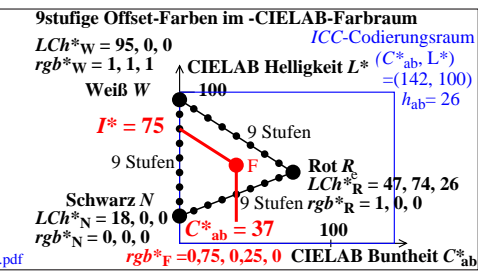 9stufige Offset-Farben im -CIELAB-Farbraum
LCh*W = 95, 0, 0
rgb*W = 1, 1, 1
Weiß W
ICC-Codierungsraum
(C*ab, L*)
=(142, 100)
hab= 26
CIELAB Helligkeit L*
100
I* = 75
9 Stufen
9 Stufen
F
Rot Re
LCh*R = 47, 74, 26
rgb*R = 1, 0, 0
Schwarz N
LCh*N = 18, 0, 0
rgb*N = 0, 0, 0
9 Stufen
C*ab = 37
100
.pdf
rgb*F =0,75, 0,25, 0
CIELAB Buntheit C*ab